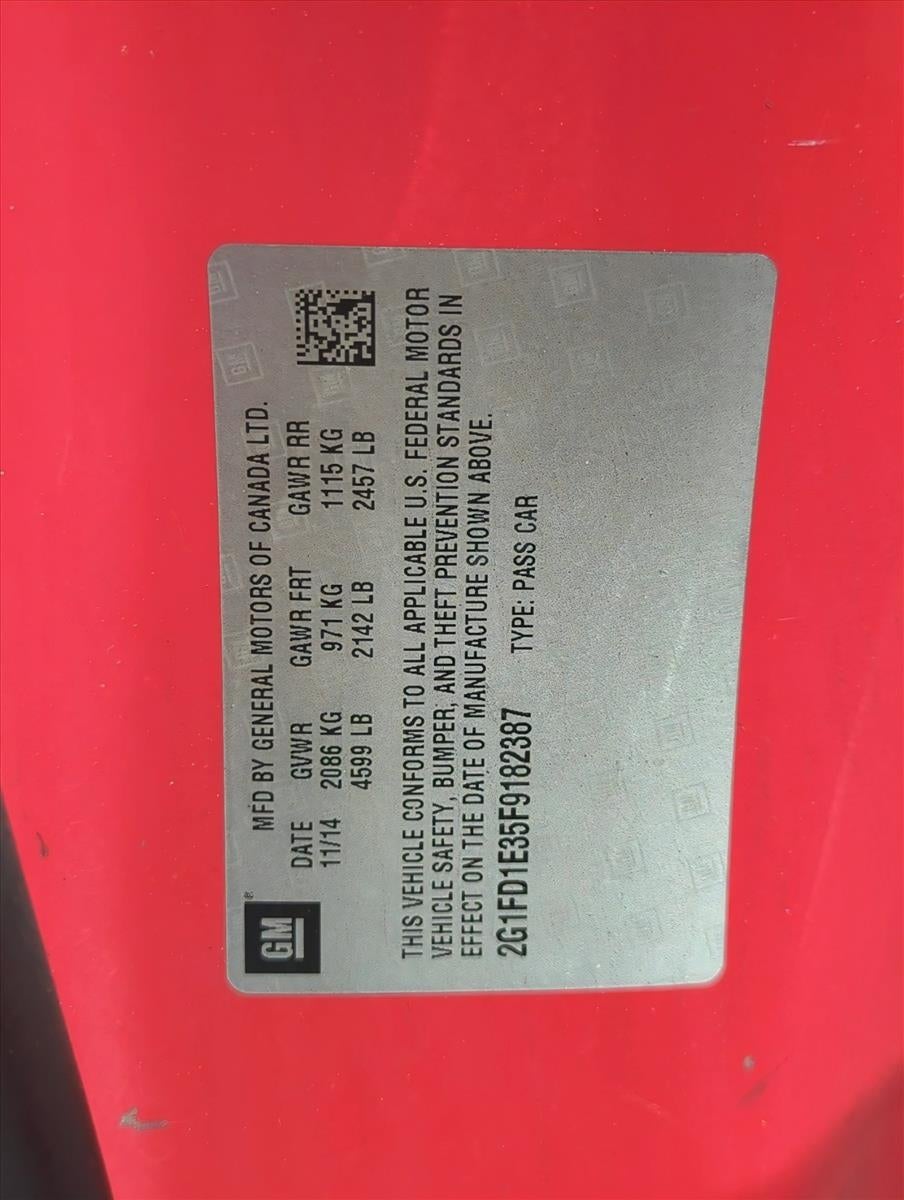 GM®
MFD BY GENERAL MOTORS OF CANADA LTD.
DATE GVWR GAWR FRT GAWR RR
11/14 2086 KG 971 KG 1115 KG
4599 LB 2142 LB 2457 LB
THIS VEHICLE CONFORMS TO ALL APPLICABLE U.S. FEDERAL MOTOR
VEHICLE SAFETY, BUMPER, AND THEFT PREVENTION STANDARDS IN
EFFECT ON THE DATE OF MANUFACTURE SHOWN ABOVE.
2G1FD1E35F9182387 TYPE: PASS CAR